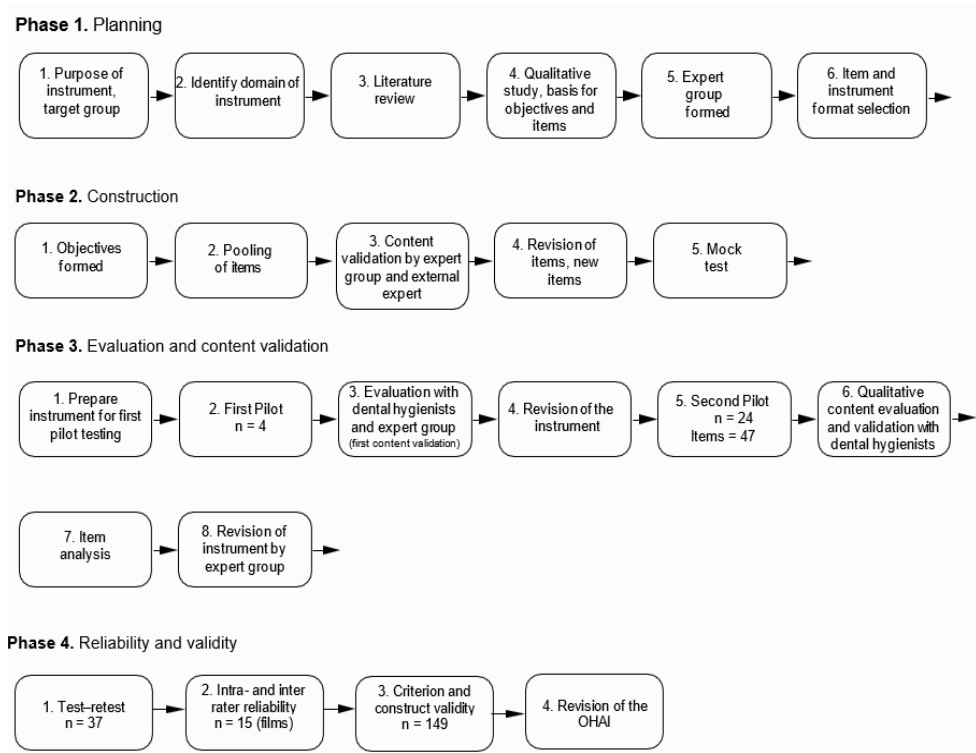 Phase 1. Planning
1. Purpose of
instrument,
target group
2. Identify domain of
instrument
3. Literature
review
4. Qualitative
study, basis for
objectives and
items
5. Expert
group
formed
6. Item and
instrument
format selection
Phase 2. Construction
1. Objectives
formed
2. Pooling
of items
3. Content
validation by expert
group and external
expert
4. Revision of
items, new
items
5. Mock
test
Phase 3. Evaluation and content validation
1. Prepare
instrument for first
pilot testing
2. First Pilot
n = 4
3. Evaluation with
dental hygienists
and expert group
(first content validation)
4. Revision of the
instrument
5. Second Pilot
n = 24
Items = 47
6. Qualitative
content evaluation
and validation with
dental hygienists
7. Item
analysis
8. Revision of
instrument by
expert group
Phase 4. Reliability and validity
1. Test–retest
n = 37
2. Intra- and inter
rater reliability
n = 15 (films)
3. Criterion and
construct validity
n = 149
4. Revision of the
OHAI